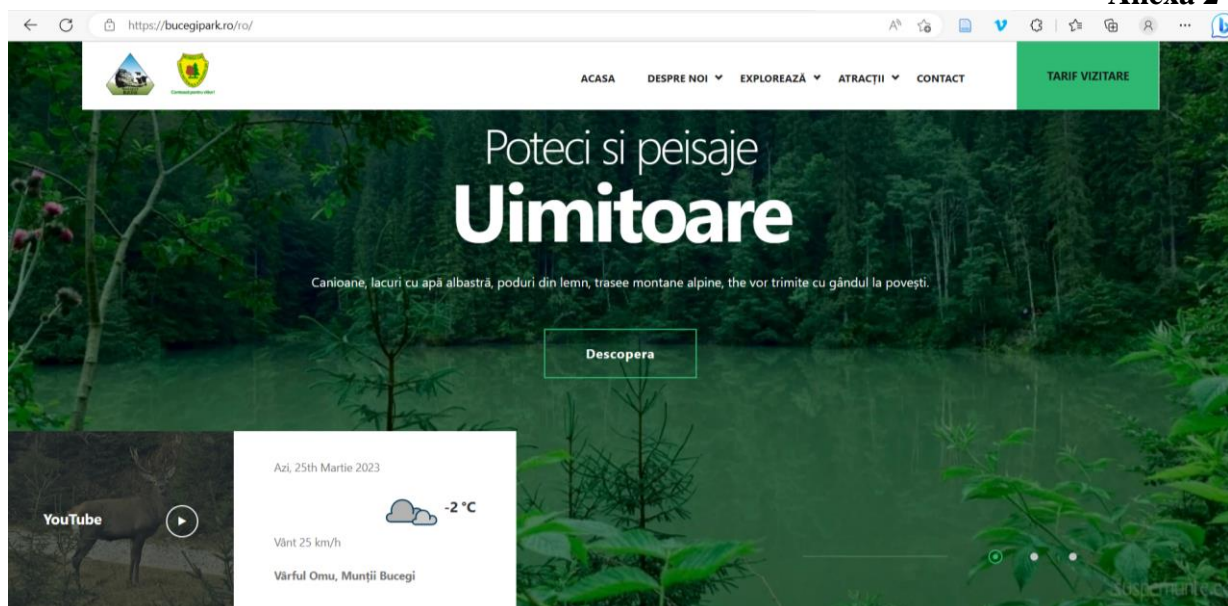 Anexa 2
https://bucegipark.ro/ro/
ACASA DESPRE NOI EXPLOREAZĂ ATRACȚII CONTACT TARIF VIZITARE
Poteci si peisaje
Uimitoare
Canioane, lacuri cu apă albastră, poduri din lemn, trasee montane alpine, the vor trimite cu gândul la povești.
Descopera
Azi, 25th Martie 2023
-2 °C
YouTube
Vânt 25 km/h
Vârful Omu, Munții Bucegi